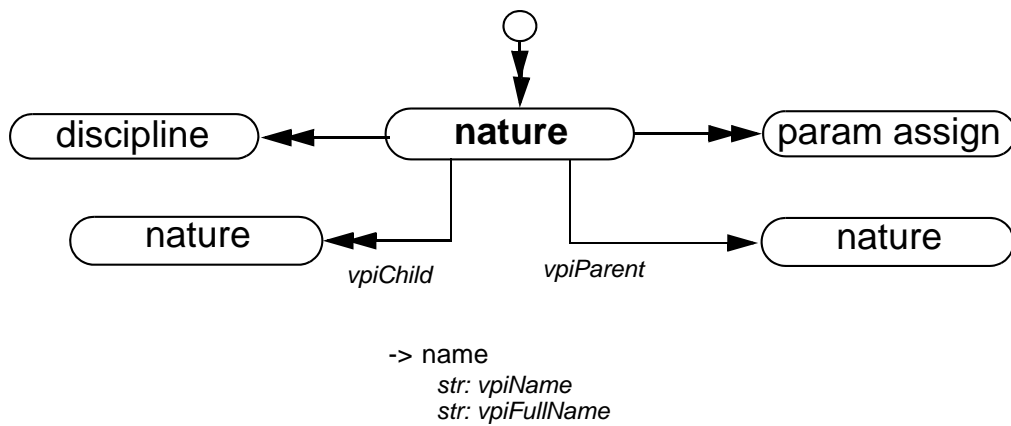 discipline
nature
param assign
nature
nature
vpiChild
vpiParent
-> name
str: vpiName
str: vpiFullName